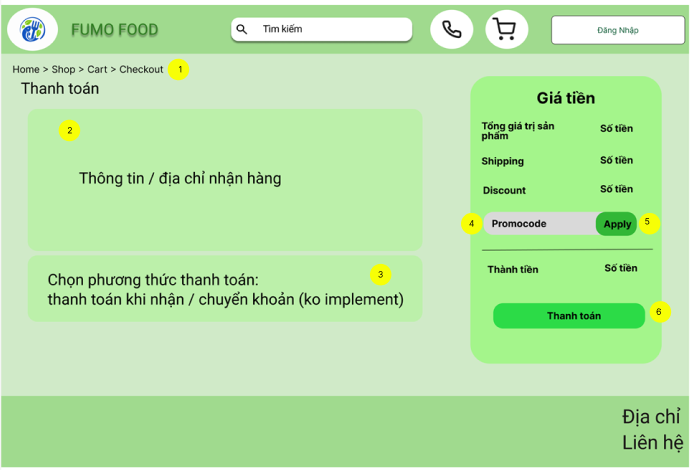 FUMO FOOD
Tìm kiếm
Đăng Nhập
Home > Shop > Cart > Checkout
1
Thanh toán
2
Thông tin / địa chỉ nhận hàng
Chọn phương thức thanh toán:
3
thanh toán khi nhận / chuyển khoản (ko implement)
Giá tiền
Tổng giá trị sản
phẩm
Số tiền
Shipping
Số tiền
Discount
Số tiền
4
Promocode
Apply
5
Thành tiền
Số tiền
Thanh toán
6
Địa chỉ
Liên hệ